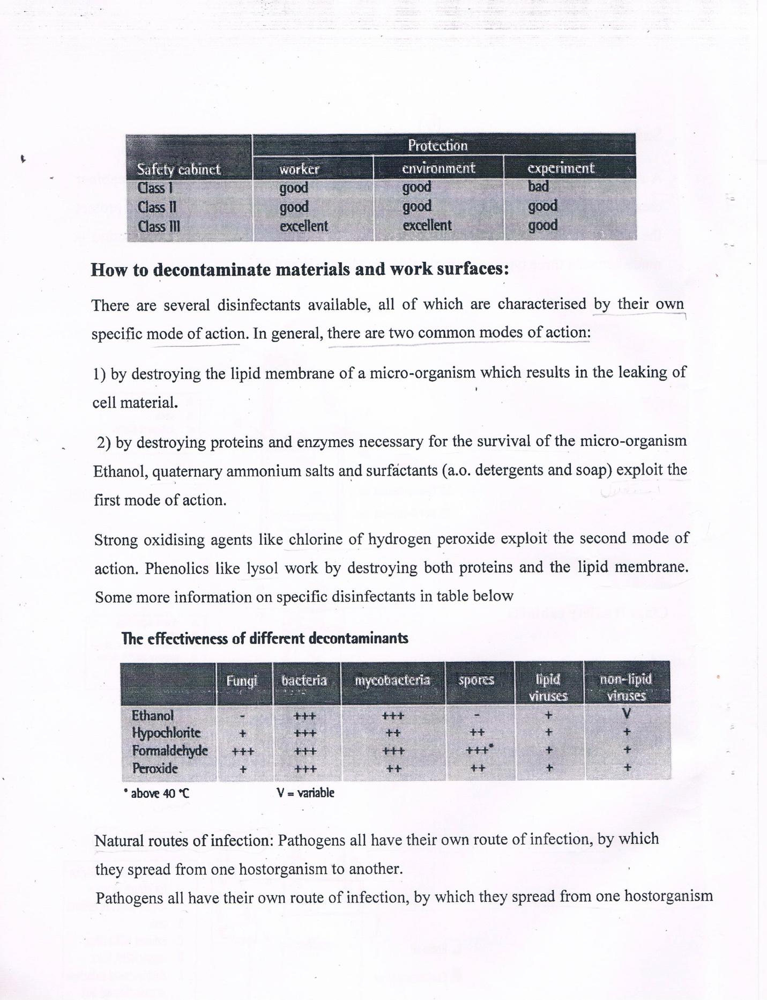 Protection
Safety cabinet worker environment experiment
Class I good good bad
Class II good good good
Class III excellent excellent good
How to decontaminate materials and work surfaces:
There are several disinfectants available, all of which are characterised by their own
specific mode of action. In general, there are two common modes of action:
1) by destroying the lipid membrane of a micro-organism which results in the leaking of
cell material.
2) by destroying proteins and enzymes necessary for the survival of the micro-organism
Ethanol, quaternary ammonium salts and surfactants (a.o. detergents and soap) exploit the
first mode of action.
Strong oxidising agents like chlorine of hydrogen peroxide exploit the second mode of
action. Phenolics like lysol work by destroying both proteins and the lipid membrane.
Some more information on specific disinfectants in table below
The effectiveness of different decontaminants
Fungi bacteria mycobacteria spores lipid viruses non-lipid viruses
Ethanol - +++ +++ - + V
Hypochlorite + +++ ++ ++ + +
Formaldehyde +++ +++ +++ +++* + +
Peroxide + +++ ++ ++ + +
* above 40 °C V = variable
Natural routes of infection: Pathogens all have their own route of infection, by which
they spread from one hostorganism to another.
Pathogens all have their own route of infection, by which they spread from one hostorganism